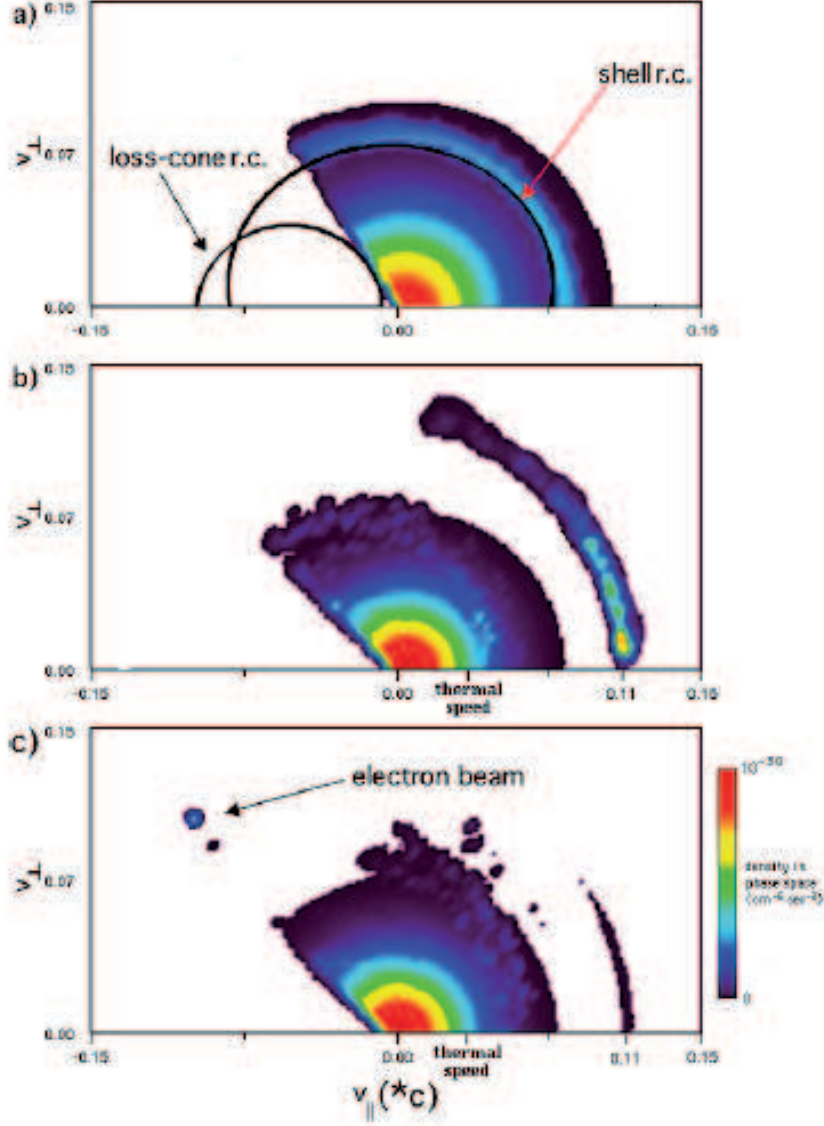 a)
0.15
shell r.c.
v⊥
0.07
loss-cone r.c.
0.00
-0.15
0.00
0.15
b)
0.15
v⊥
0.07
0.00
-0.15
0.00
thermal
speed
0.11
0.15
c)
0.15
electron beam
10⁻³⁰
v⊥
0.07
density in
phase space
0
0.00
-0.15
0.00
thermal
speed
0.11
0.15
v||(*c)